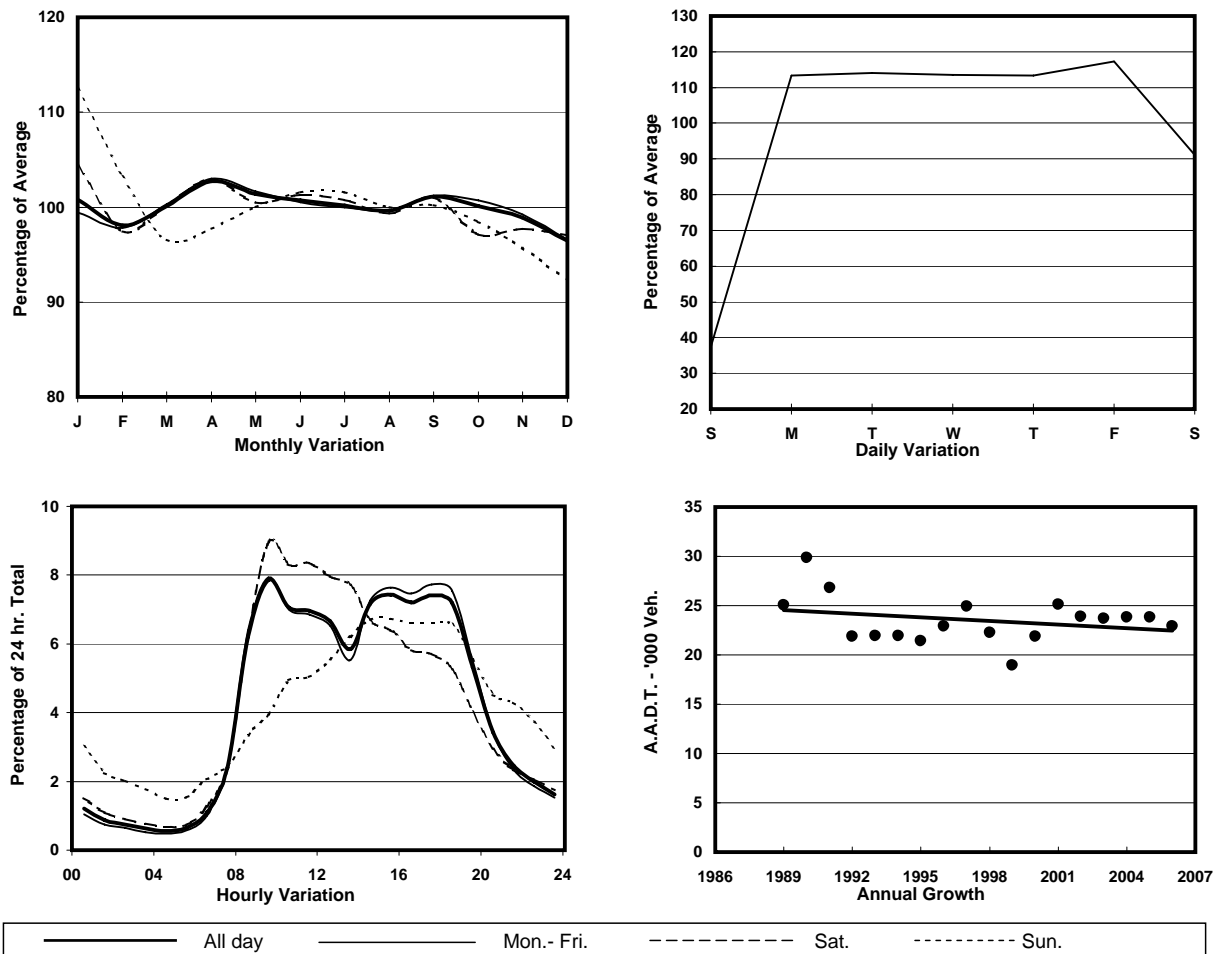 120
110
100
90
80
Percentage of Average
J F M A M J J A S O N D
Monthly Variation
130
120
110
100
90
80
70
60
50
40
30
20
Percentage of Average
S M T W T F S
Daily Variation
10
8
6
4
2
0
Percentage of 24 hr. Total
00 04 08 12 16 20 24
Hourly Variation
35
30
25
20
15
10
5
0
A.A.D.T. - '000 Veh.
1986 1989 1992 1995 1998 2001 2004 2007
Annual Growth
All day Mon.- Fri. Sat. Sun.